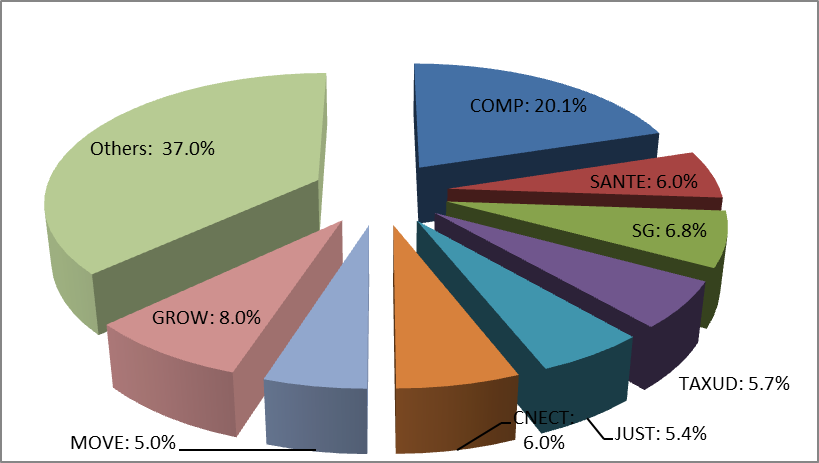 COMP: 20.1%
SANTE: 6.0%
SG: 6.8%
TAXUD: 5.7%
JUST: 5.4%
CNECT:
6.0%
MOVE: 5.0%
GROW: 8.0%
Others:  37.0%